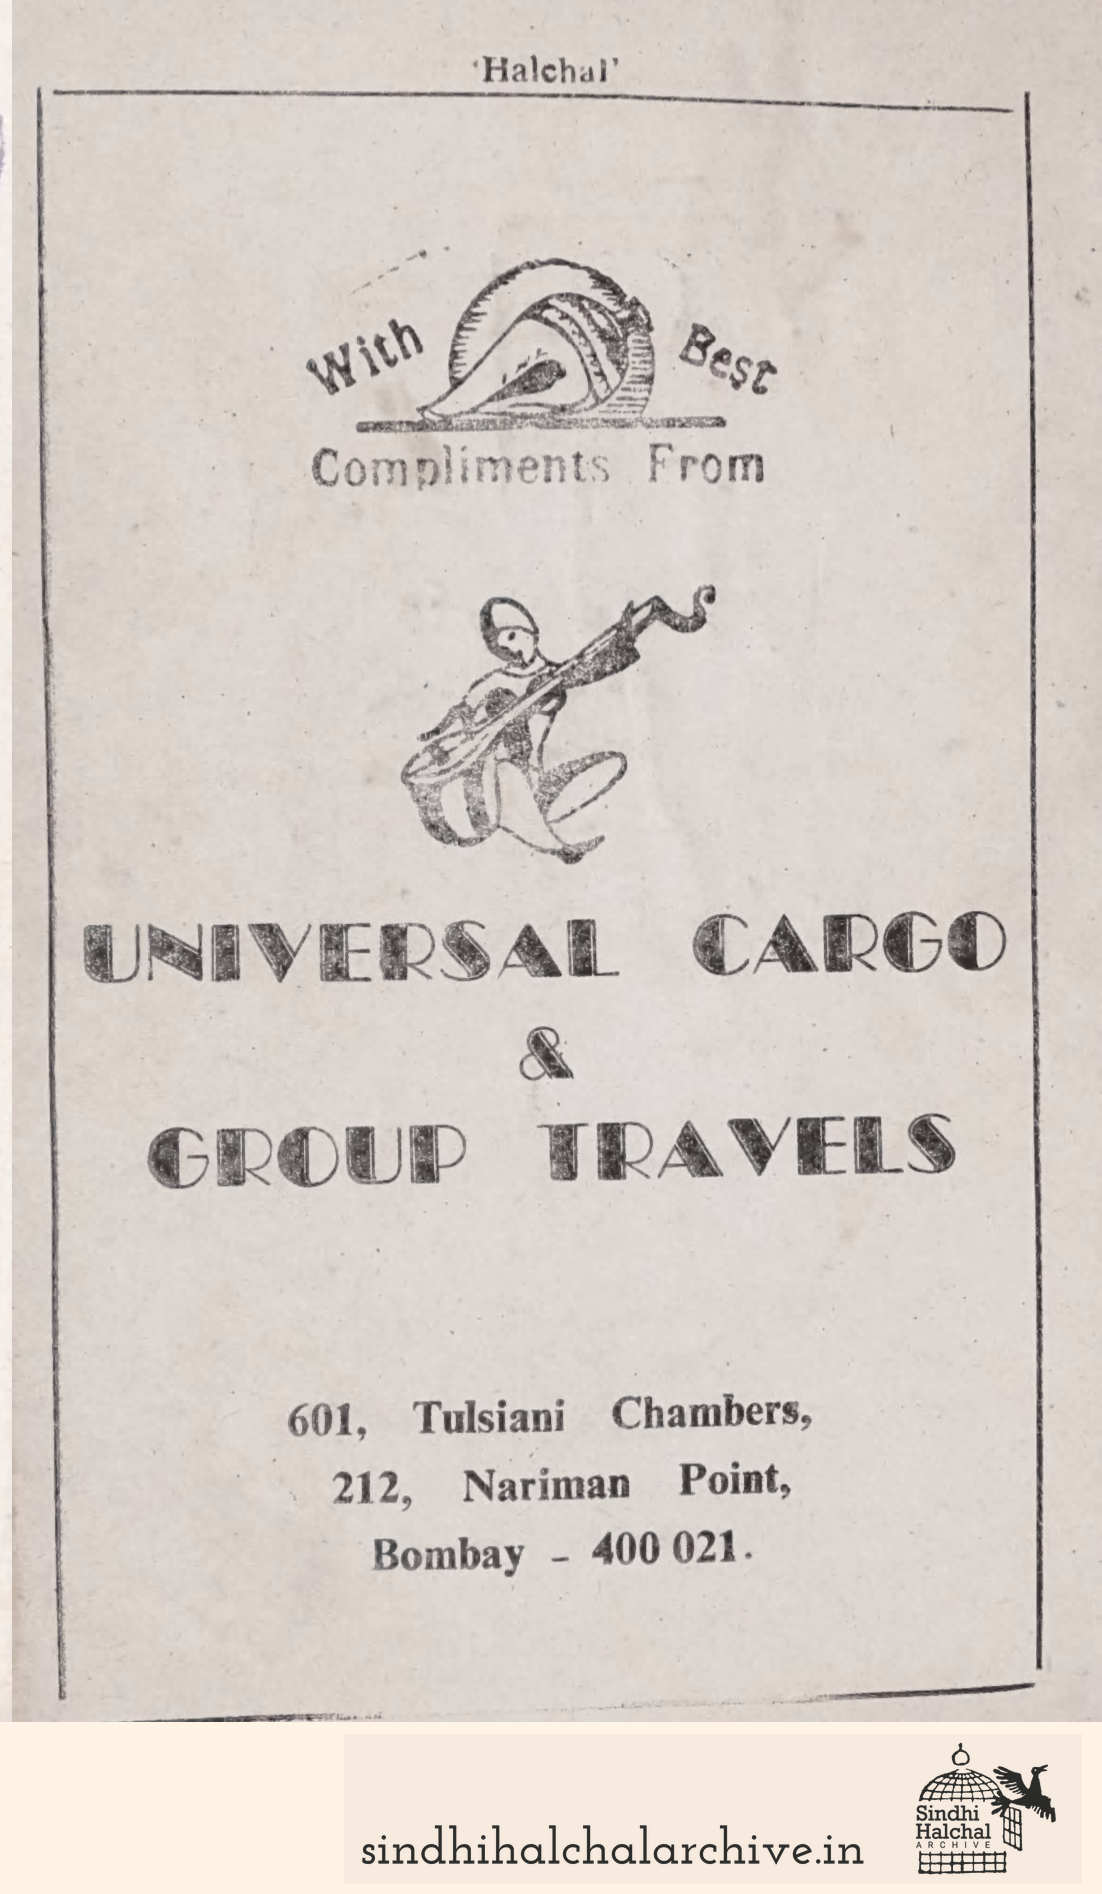 'Halchal'
With Best
Compliments From
UNIVERSAL CARGO
&
GROUP TRAVELS
601, Tulsiani Chambers,
212, Nariman Point,
Bombay - 400 021.
sindhihalchalarchive.in
Sindhi
Halchal
ARCHIVE